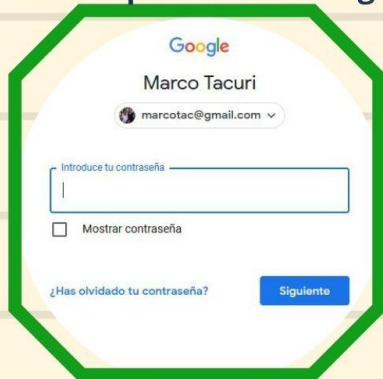 Google
Marco Tacuri
marcotac@gmail.com
Introduce tu contraseña
Mostrar contraseña
¿Has olvidado tu contraseña?
Siguiente